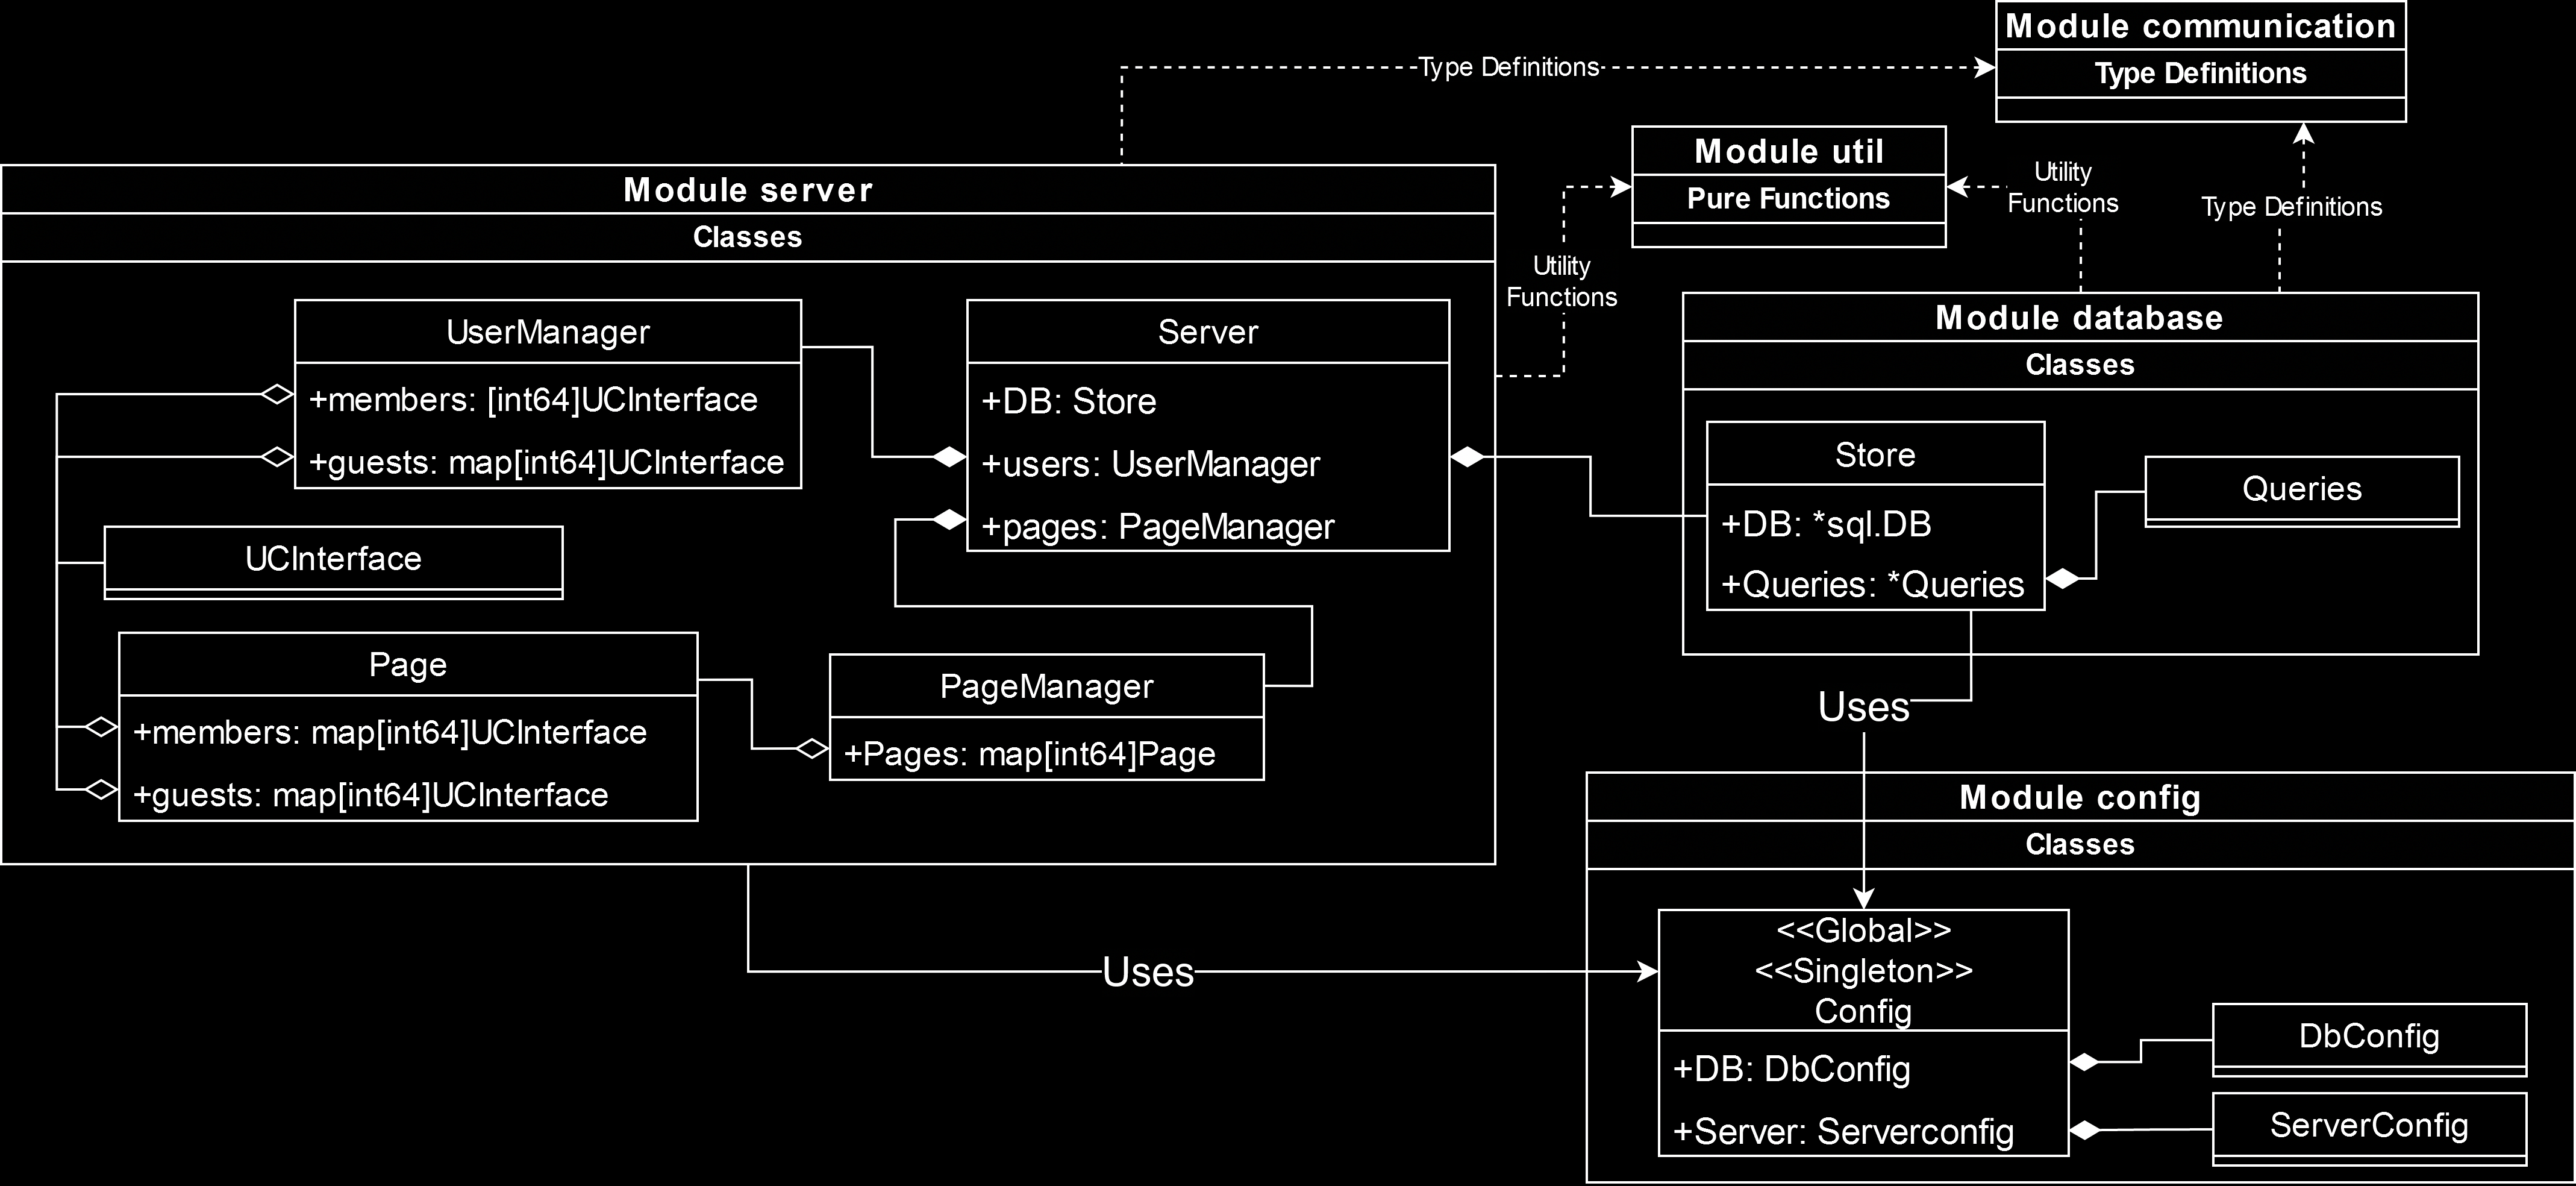 Module communication
Type Definitions
Type Definitions
Module util
Pure Functions
Utility
Functions
Type Definitions
Utility
Functions
Module server
Classes
UserManager
+members: [int64]UCInterface
+guests: map[int64]UCInterface
Server
+DB: Store
+users: UserManager
+pages: PageManager
UCInterface
Page
+members: map[int64]UCInterface
+guests: map[int64]UCInterface
PageManager
+Pages: map[int64]Page
Module database
Classes
Store
+DB: *sql.DB
+Queries: *Queries
Queries
Uses
Uses
Module config
Classes
<<Global>>
<<Singleton>>
Config
+DB: DbConfig
+Server: Serverconfig
DbConfig
ServerConfig